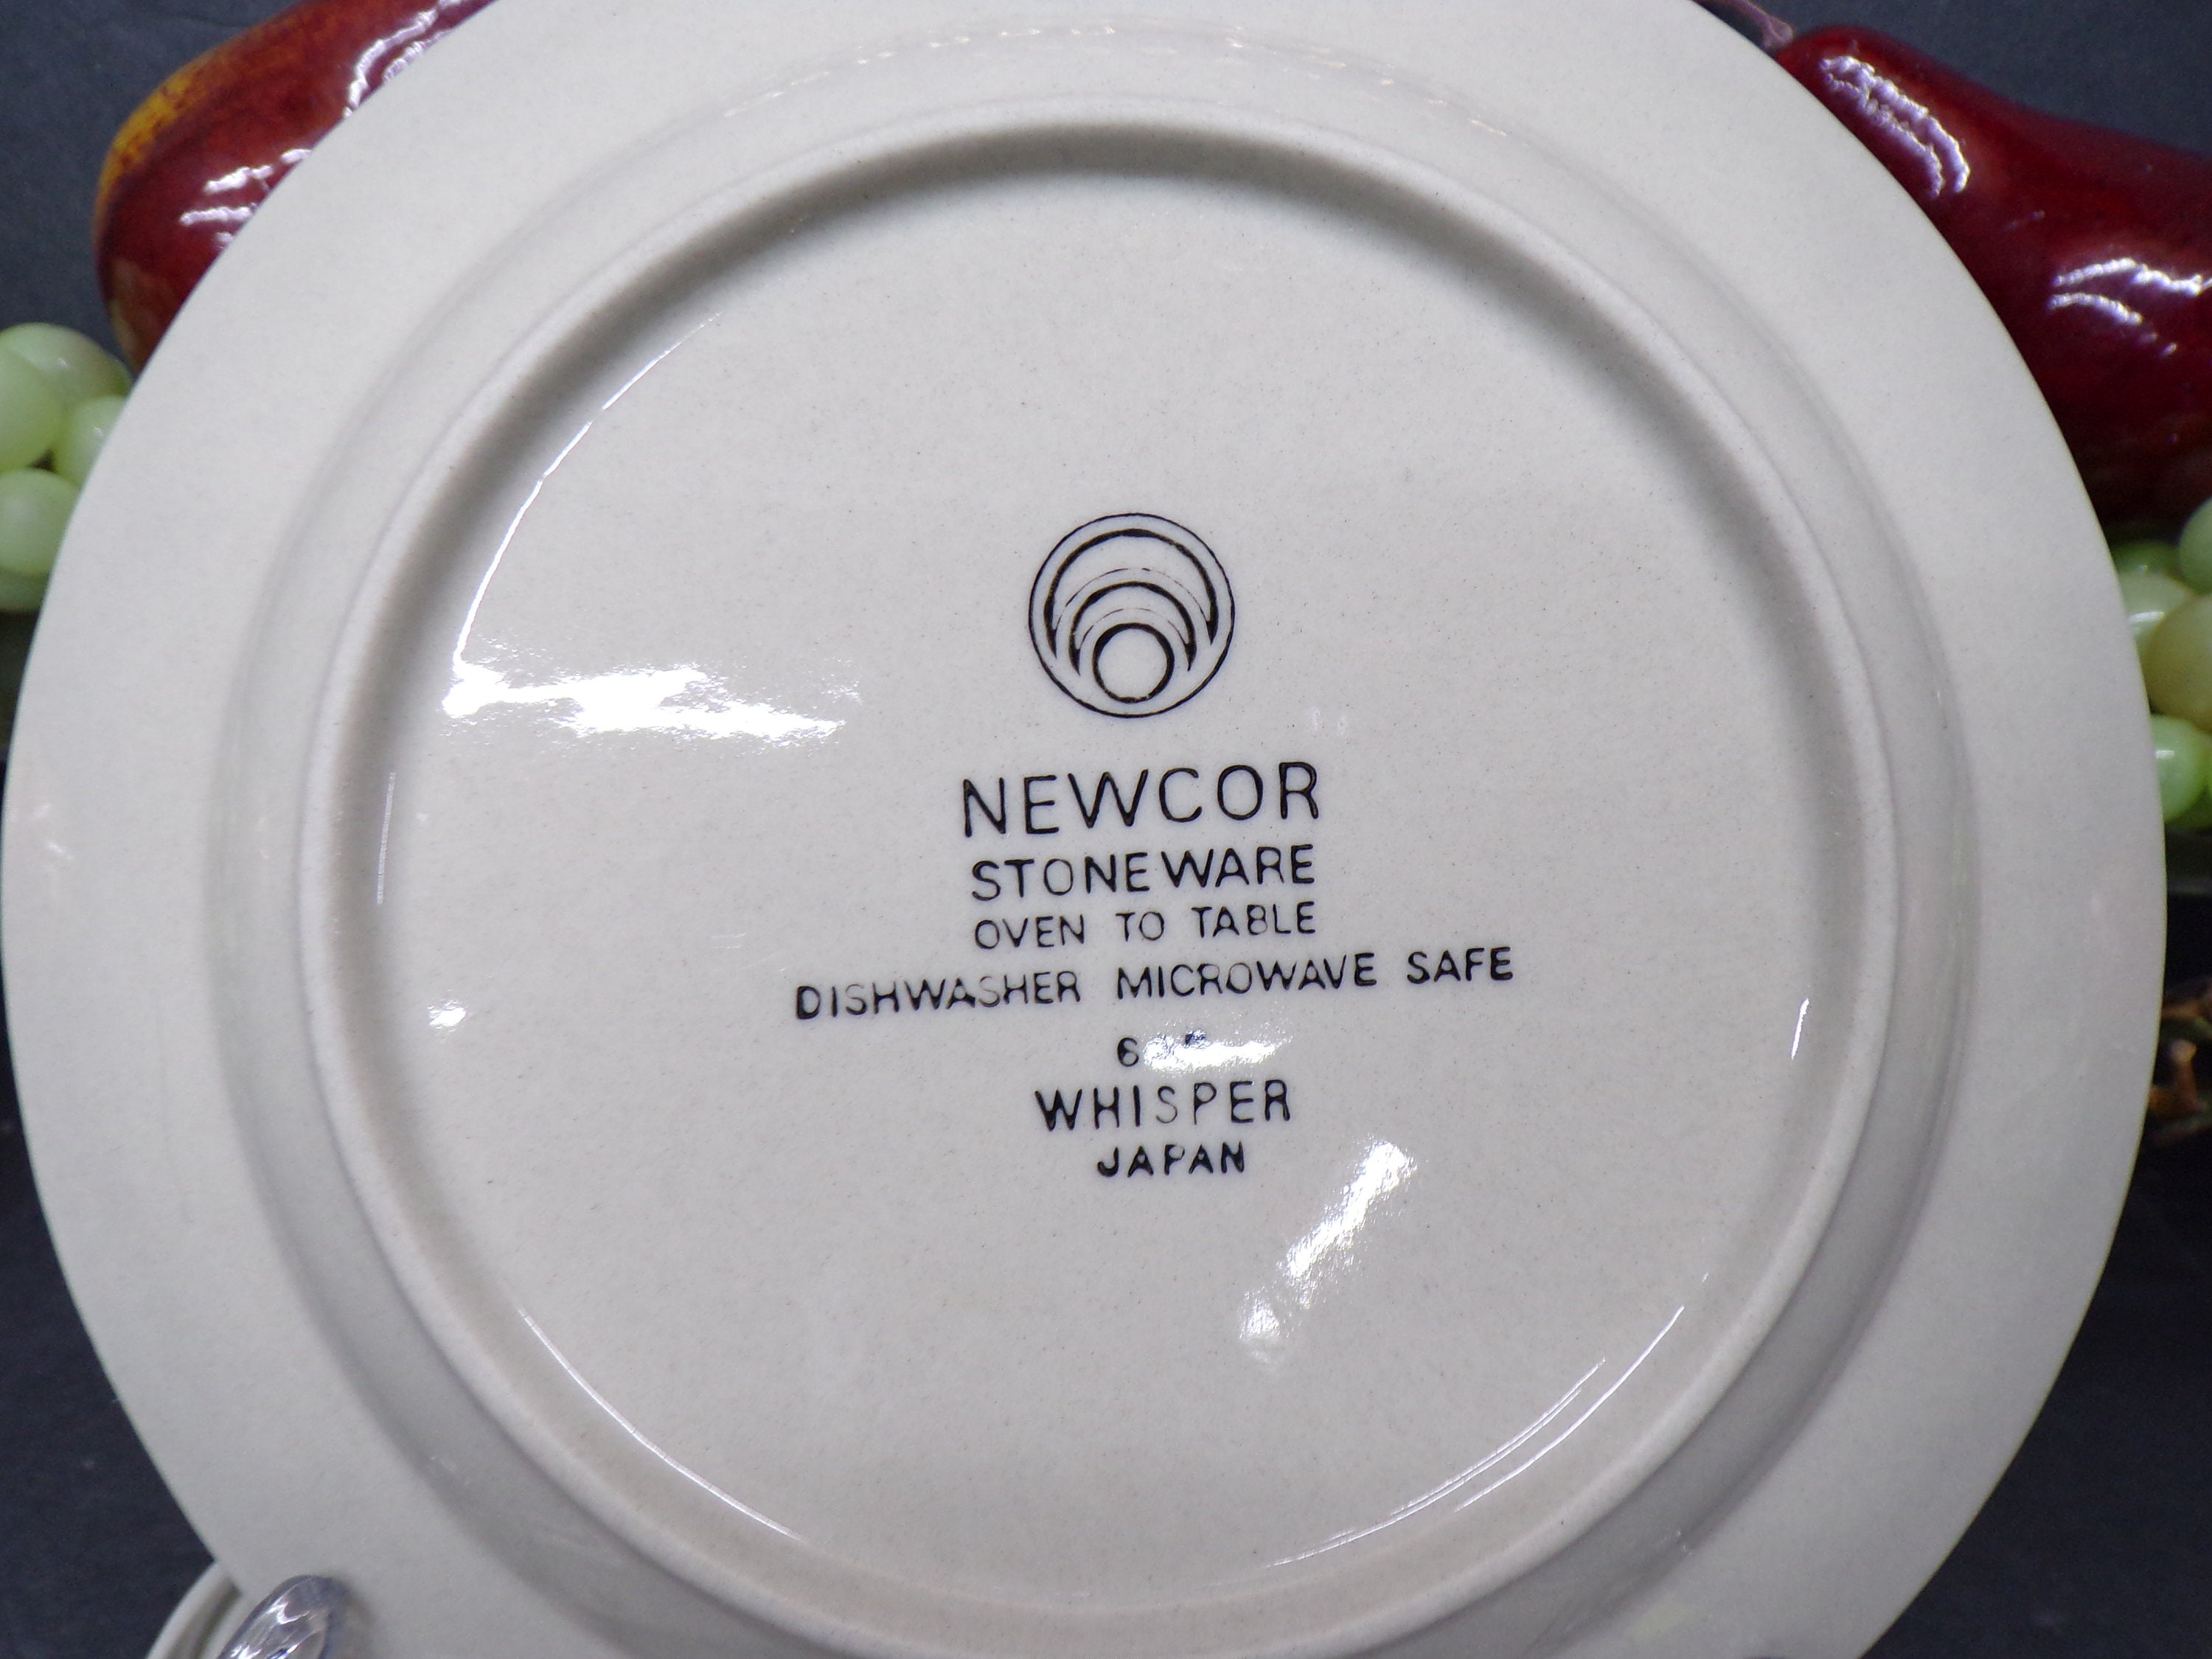 NEWCOR
STONEWARE
OVEN TO TABLE
DISHWASHER MICROWAVE SAFE
WHISPER
JAPAN